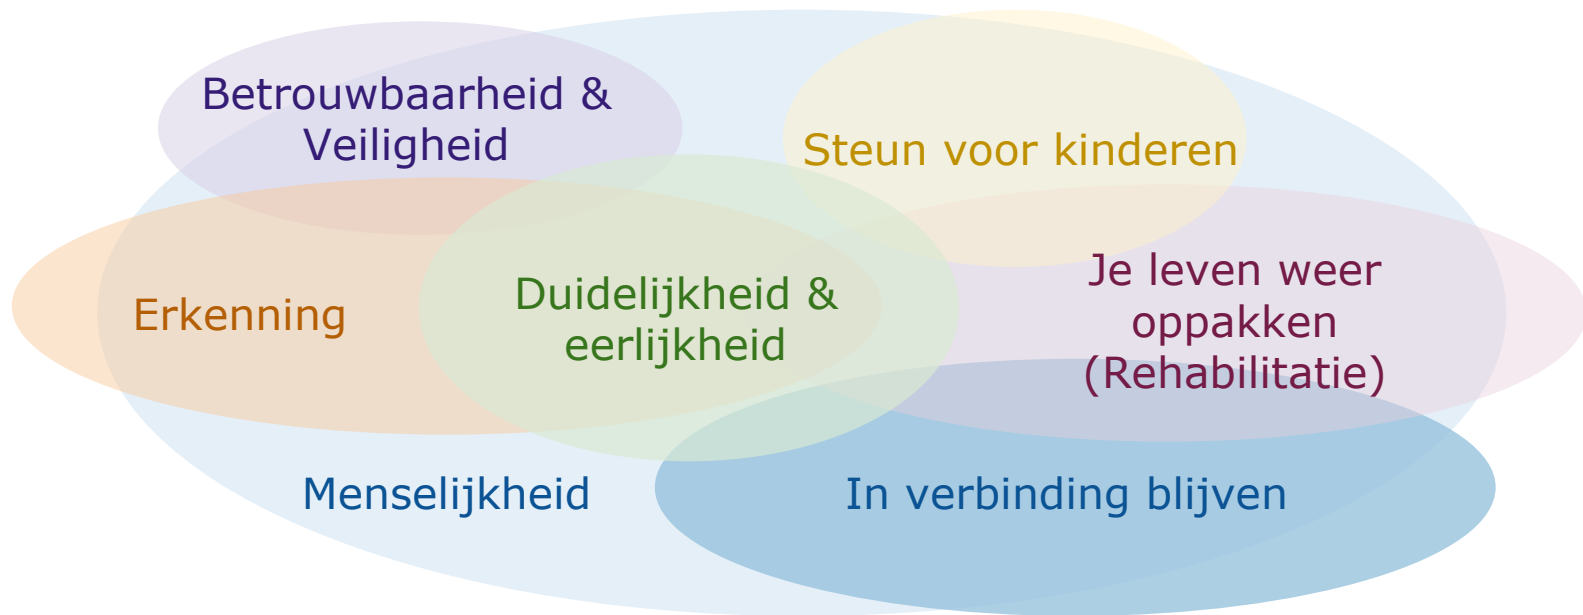 Betrouwbaarheid &
Veiligheid
Steun voor kinderen
Erkenning
Duidelijkheid &
eerlijkheid
Je leven weer
oppakken
(Rehabilitatie)
Menselijkheid
In verbinding blijven